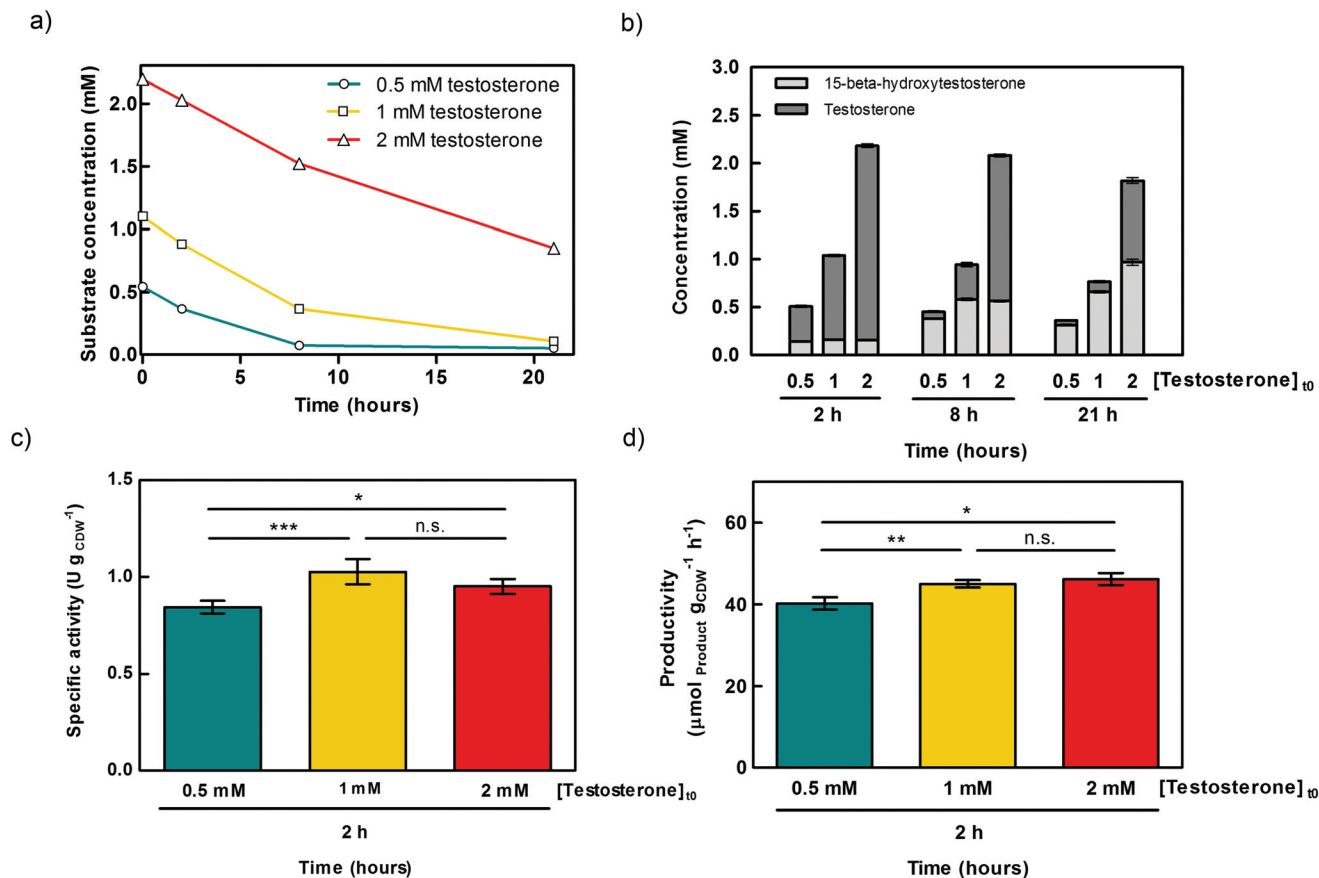 a)
Substrate concentration (mM)
2.0
1.5
1.0
0.5
0.0
0 5 10 15 20
Time (hours)
0.5 mM testosterone
1 mM testosterone
2 mM testosterone
b)
Concentration (mM)
3.0
2.5
2.0
1.5
1.0
0.5
0.0
15-beta-hydroxytestosterone
Testosterone
0.5 1 2 0.5 1 2 0.5 1 2 [Testosterone] t0
2 h 8 h 21 h
Time (hours)
c)
Specific activity (U g CDW -1)
1.5
1.0
0.5
0.0
*
*** n.s.
0.5 mM 1 mM 2 mM [Testosterone] t0
2 h
Time (hours)
d)
Productivity
(μmol Product gCDW-1 h-1)
60
40
20
0
*
** n.s.
0.5 mM 1 mM 2 mM [Testosterone] t0
2 h
Time (hours)